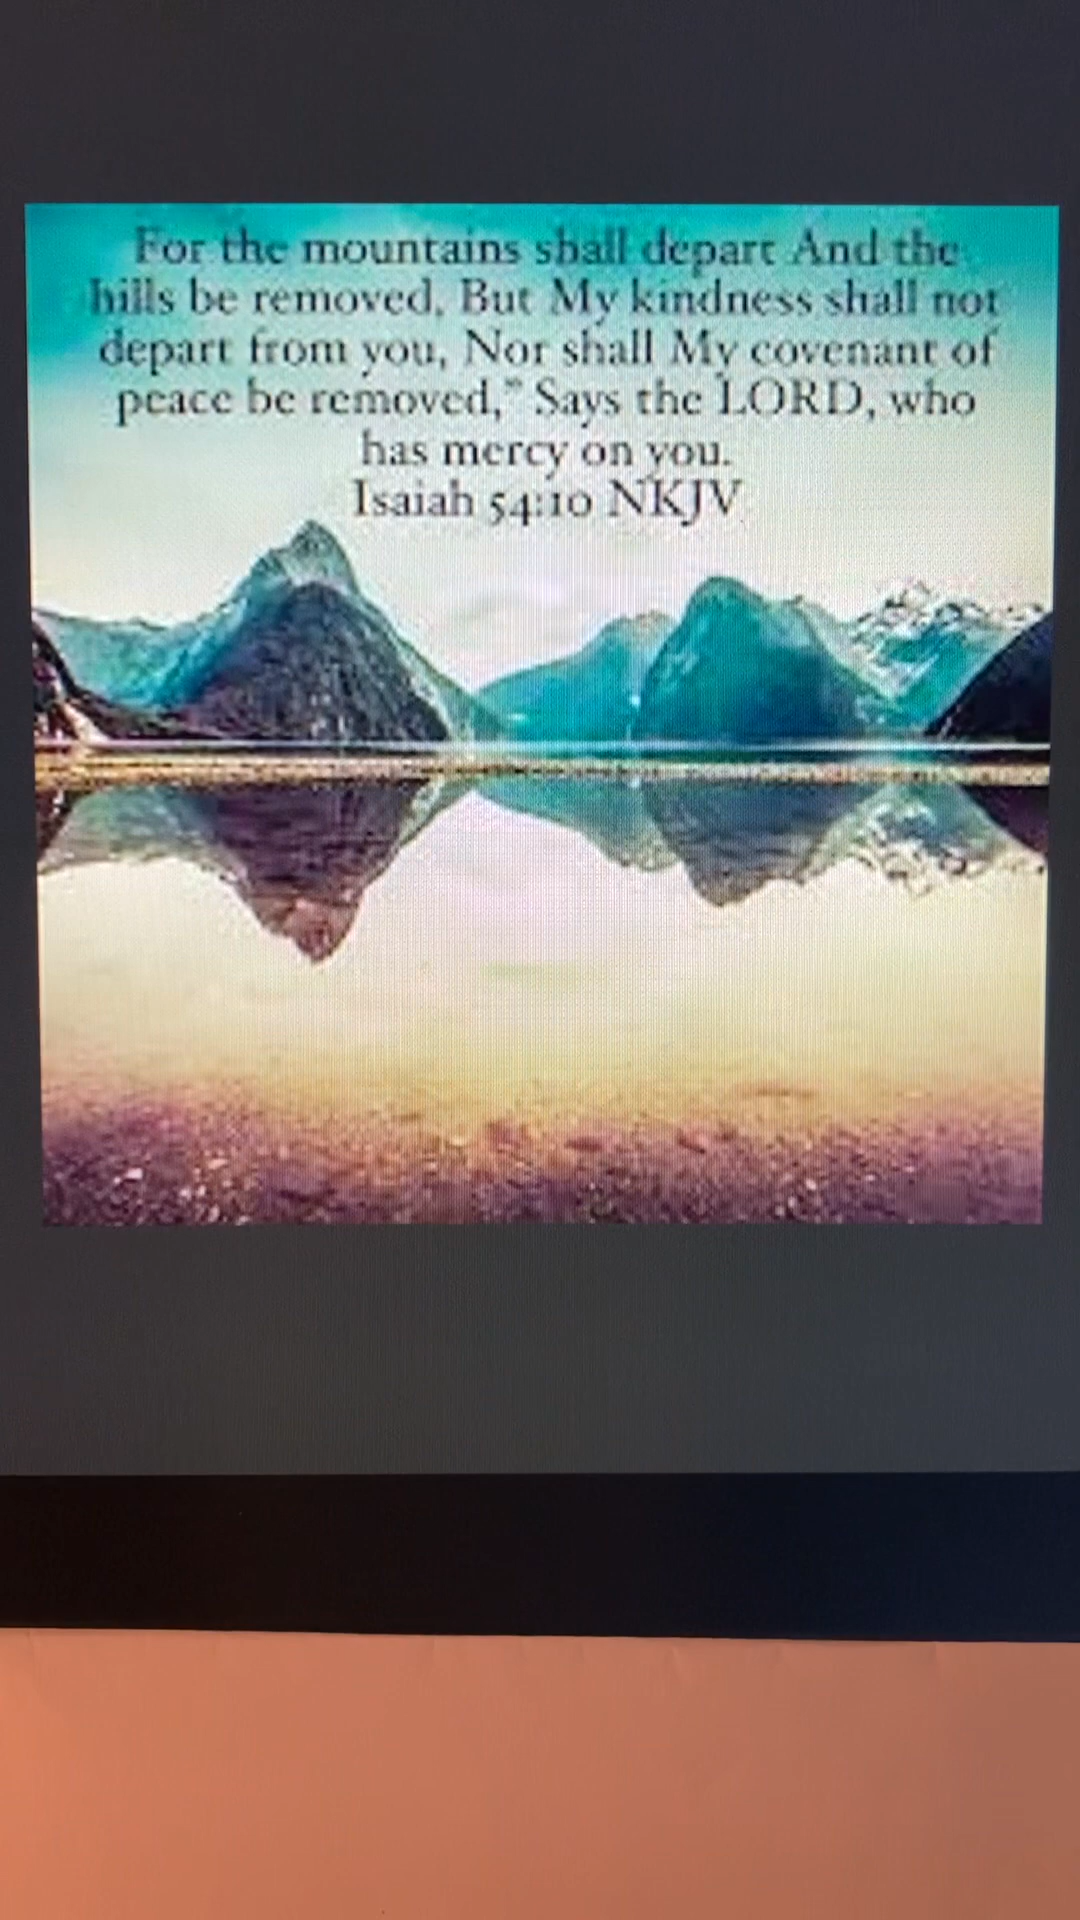 For the mountains shall depart And the
hills be removed, But My kindness shall not
depart from you, Nor shall My covenant of
peace be removed,” Says the LORD, who
has mercy on you.
Isaiah 54:10 NKJV